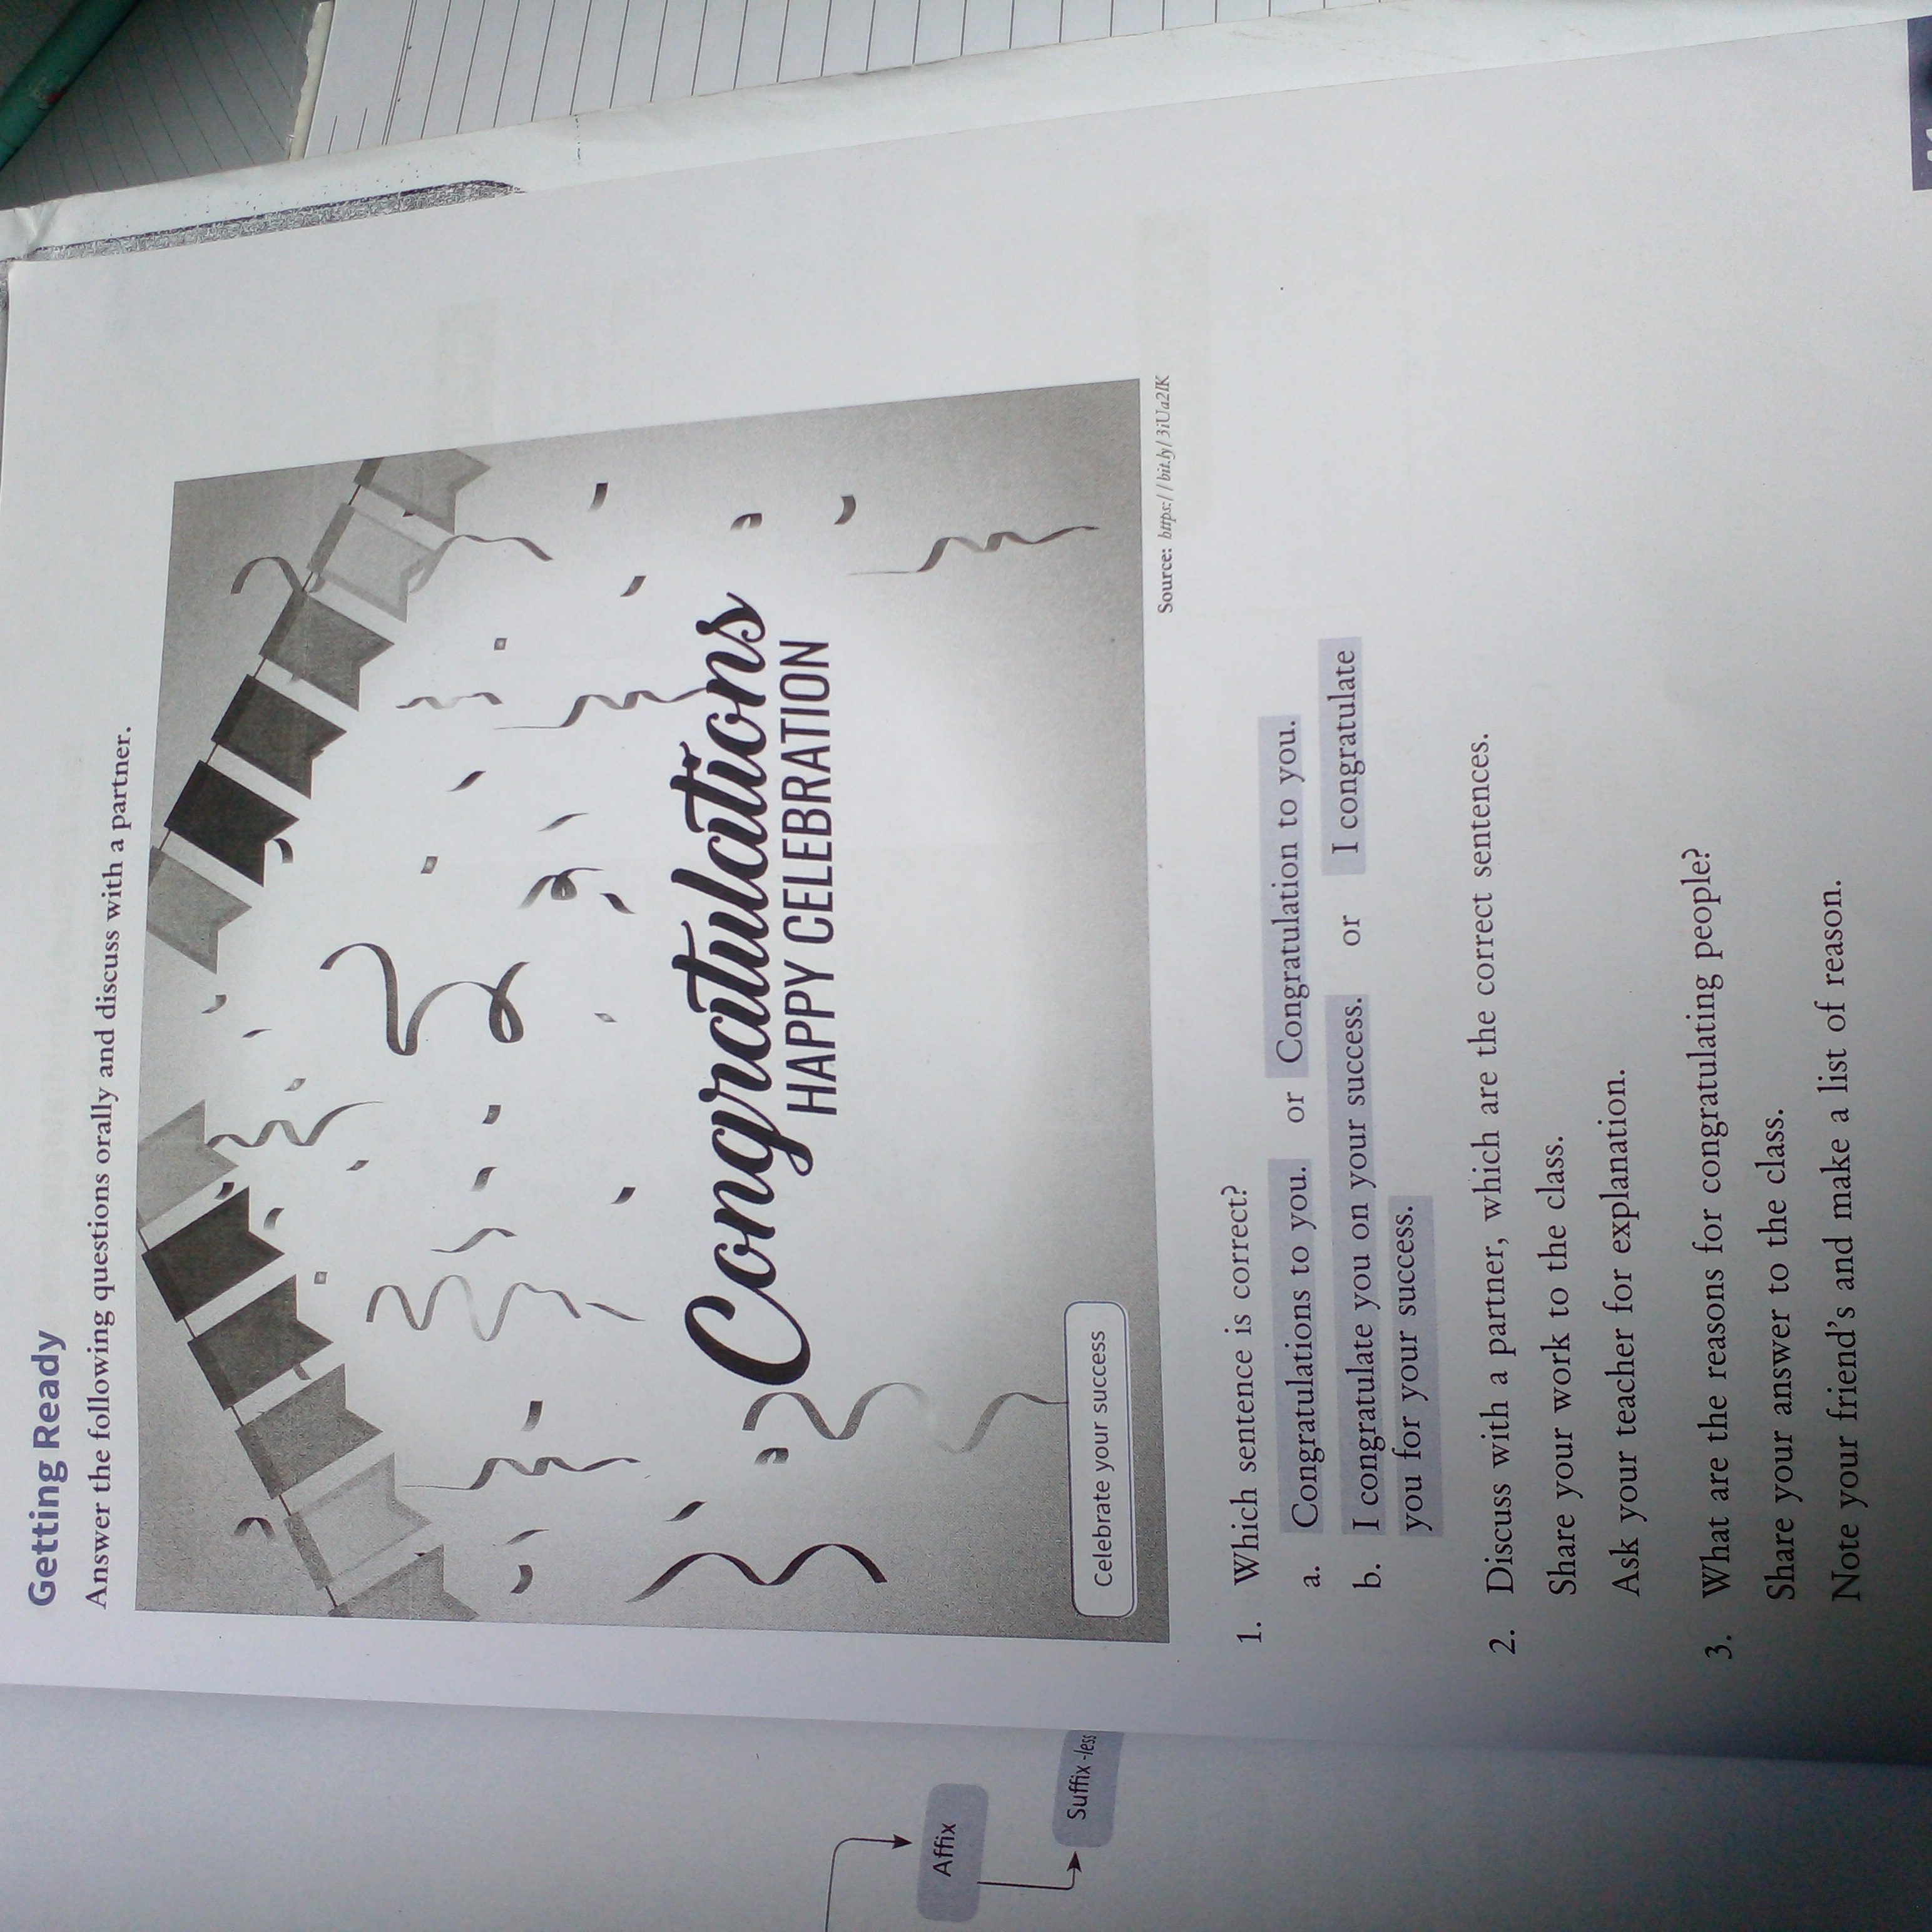 Getting Ready
Answer the following questions orally and discuss with a partner.
Congratulations
HAPPY CELEBRATION
Celebrate your success
Source: https://bit.ly/3iUa2lK
Affix
Suffix -less
1. Which sentence is correct?
a. Congratulations to you. or Congratulation to you.
b. I congratulate you on your success. or I congratulate
you for your success.
2. Discuss with a partner, which are the correct sentences.
Share your work to the class.
Ask your teacher for explanation.
3. What are the reasons for congratulating people?
Share your answer to the class.
Note your friend's and make a list of reason.